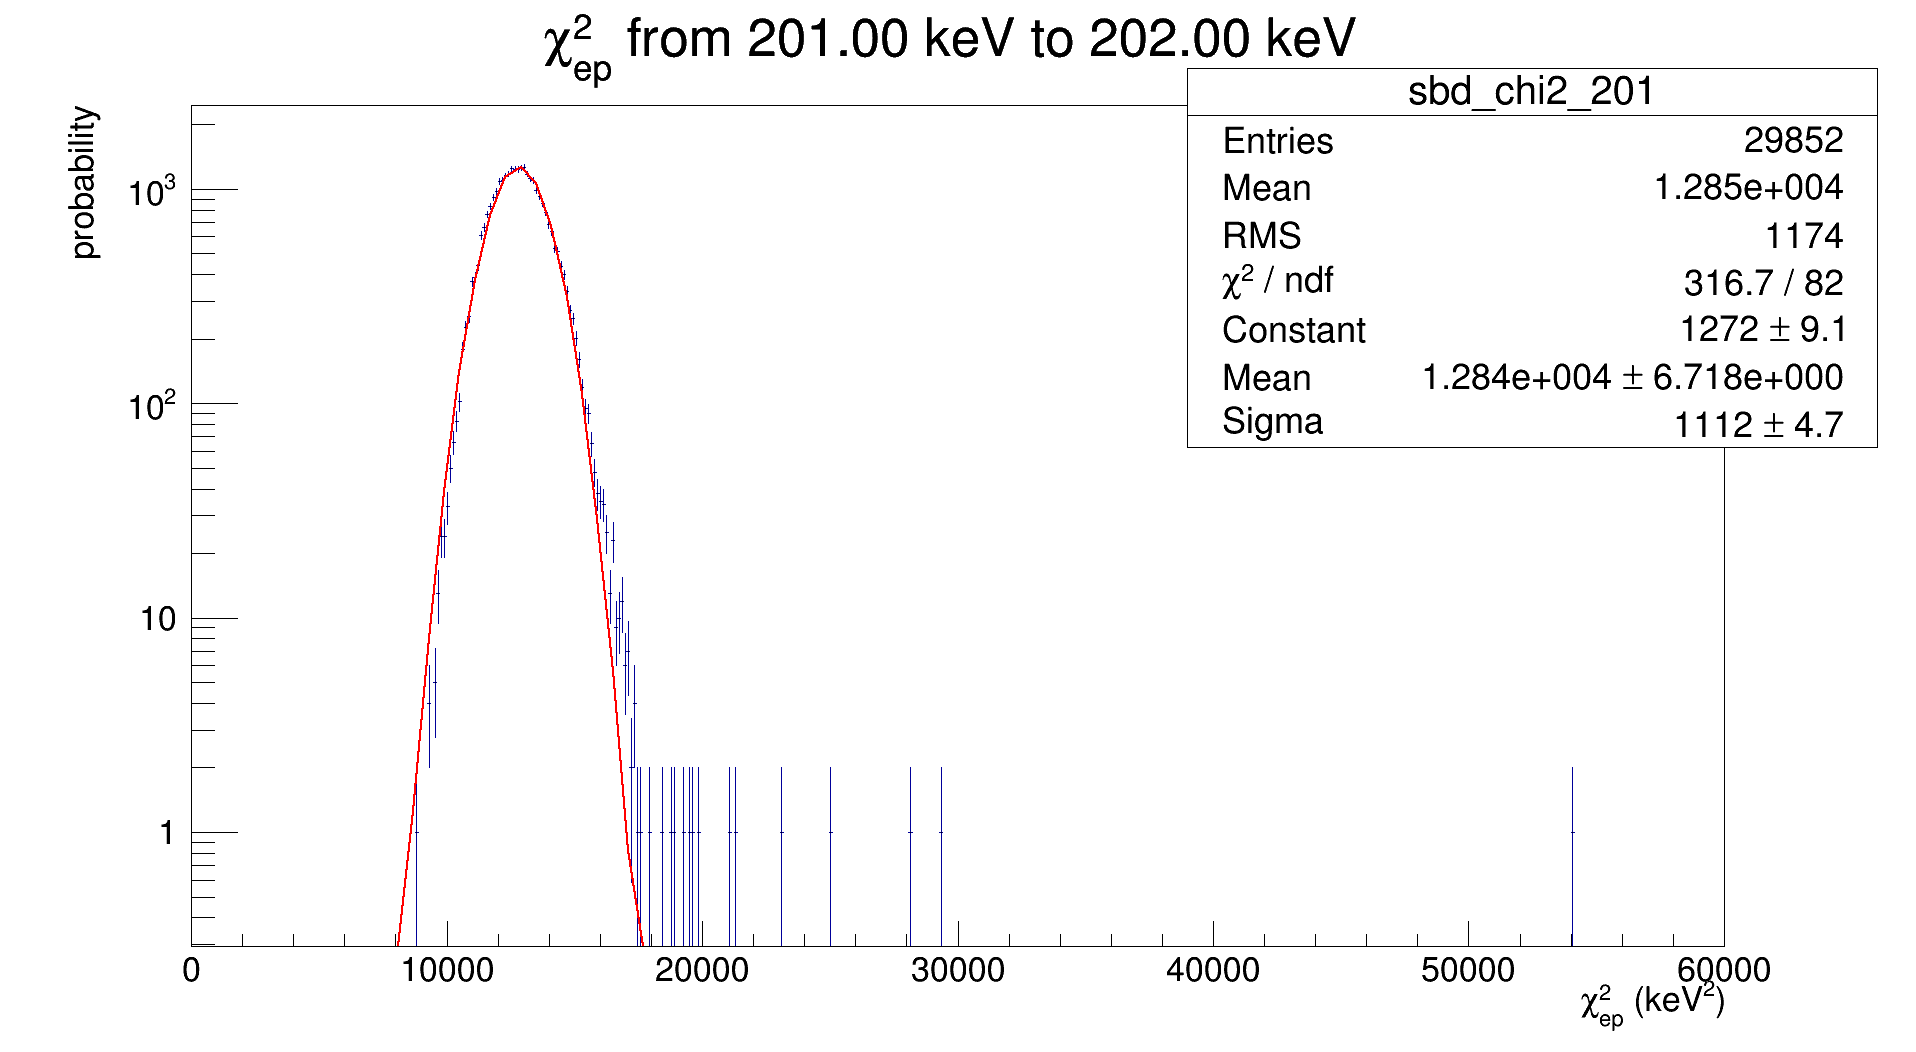 χ²ep from 201.00 keV to 202.00 keV
sbd_chi2_201
Entries 29852
Mean 1.285e+004
RMS 1174
χ² / ndf 316.7 / 82
Constant 1272 ± 9.1
Mean 1.284e+004 ± 6.718e+000
Sigma 1112 ± 4.7
probability
10³
10²
10
1
0 10000 20000 30000 40000 50000 60000
χ²ep (keV²)